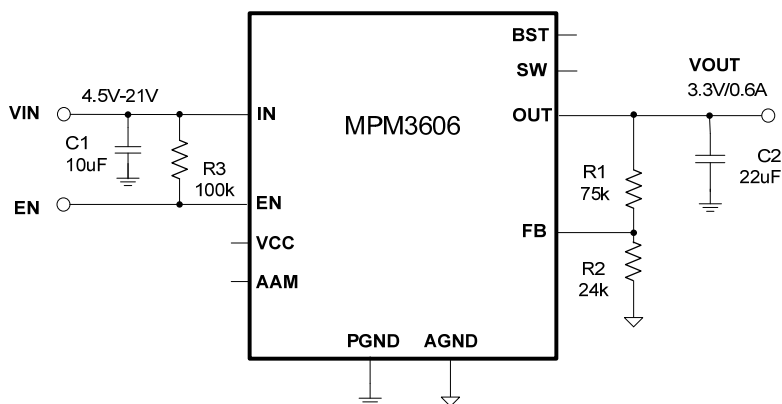 BST
VOUT
SW
4.5V-21V
3.3V/0.6A
VIN
IN
MPM3606
OUT
C1
10uF
R3
100k
R1
75k
C2
22uF
EN
EN
FB
VCC
R2
24k
AAM
PGND
AGND